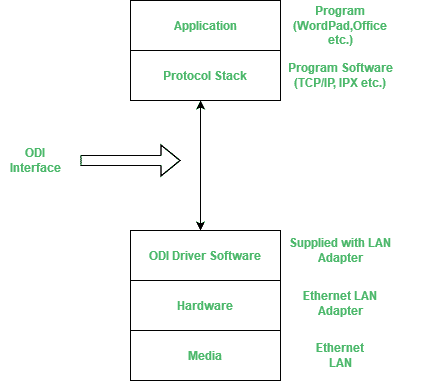 Application
Program
(WordPad,Office
etc.)
Protocol Stack
Program Software
(TCP/IP, IPX etc.)
ODI
Interface
ODI Driver Software
Supplied with LAN
Adapter
Hardware
Ethernet LAN
Adapter
Media
Ethernet
LAN